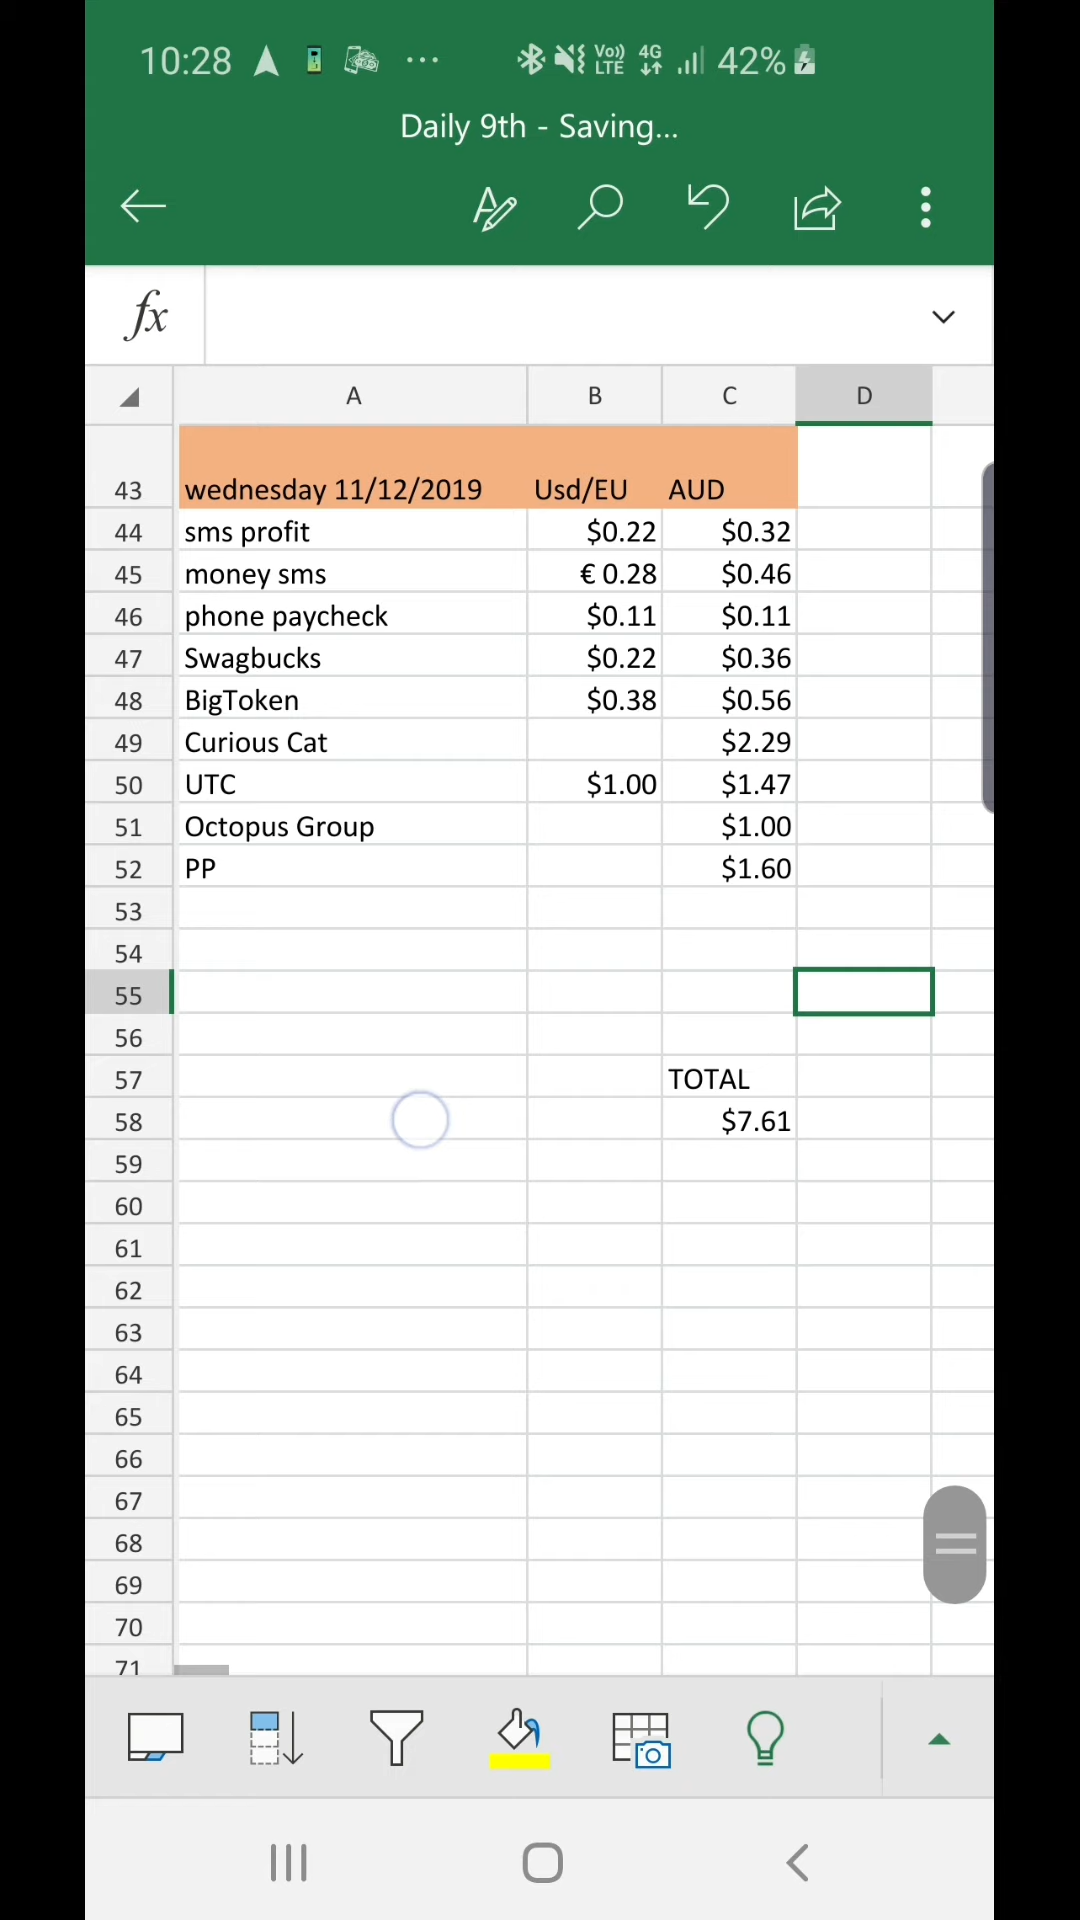 10:28 ... Vo)) LTE 4G 42%
Daily 9th - Saving...
fx
A B C D
43 wednesday 11/12/2019 Usd/EU AUD
44 sms profit $0.22 $0.32
45 money sms € 0.28 $0.46
46 phone paycheck $0.11 $0.11
47 Swagbucks $0.22 $0.36
48 BigToken $0.38 $0.56
49 Curious Cat $2.29
50 UTC $1.00 $1.47
51 Octopus Group $1.00
52 PP $1.60
53
54
55
56
57 TOTAL
58 $7.61
59
60
61
62
63
64
65
66
67
68
69
70
71